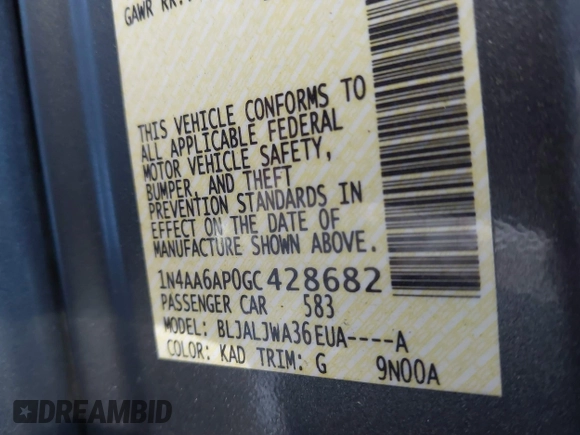 GAWR RR
THIS VEHICLE CONFORMS TO
ALL APPLICABLE FEDERAL
MOTOR VEHICLE SAFETY,
BUMPER, AND THEFT
PREVENTION STANDARDS IN
EFFECT ON THE DATE OF
MANUFACTURE SHOWN ABOVE.
1N4AA6AP0GC428682
PASSENGER CAR 583
MODEL: BLJALJWA36EUA----A
COLOR: KAD TRIM: G 9N00A
DREAMBID